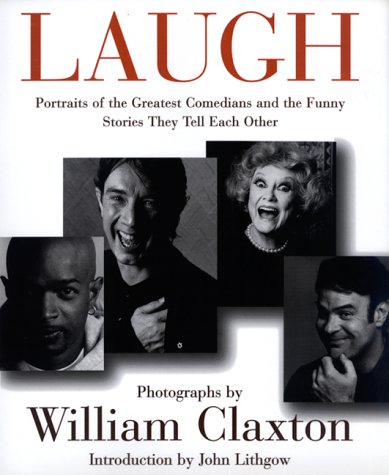 LAUGH
Portraits of the Greatest Comedians and the Funny
Stories They Tell Each Other
Photographs by
William Claxton
Introduction by John Lithgow